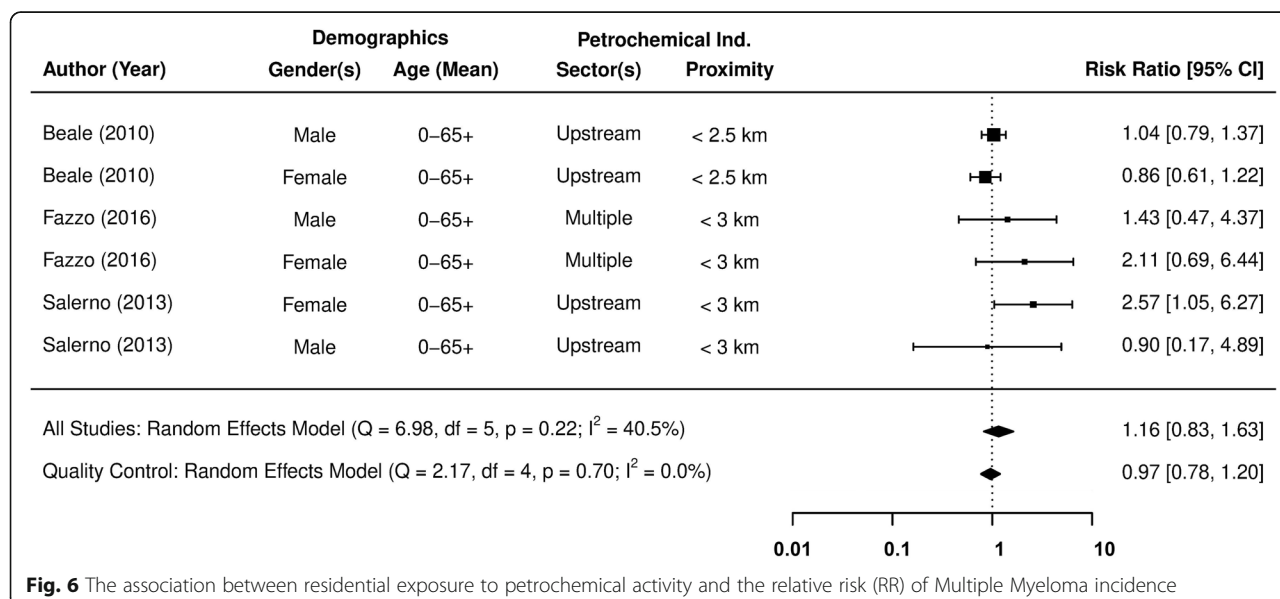 Demographics Petrochemical Ind.
Author (Year) Gender(s) Age (Mean) Sector(s) Proximity Risk Ratio [95% CI]
Beale (2010) Male 0–65+ Upstream < 2.5 km 1.04 [0.79, 1.37]
Beale (2010) Female 0–65+ Upstream < 2.5 km 0.86 [0.61, 1.22]
Fazzo (2016) Male 0–65+ Multiple < 3 km 1.43 [0.47, 4.37]
Fazzo (2016) Female 0–65+ Multiple < 3 km 2.11 [0.69, 6.44]
Salerno (2013) Female 0–65+ Upstream < 3 km 2.57 [1.05, 6.27]
Salerno (2013) Male 0–65+ Upstream < 3 km 0.90 [0.17, 4.89]
All Studies: Random Effects Model (Q = 6.98, df = 5, p = 0.22; I² = 40.5%) 1.16 [0.83, 1.63]
Quality Control: Random Effects Model (Q = 2.17, df = 4, p = 0.70; I² = 0.0%) 0.97 [0.78, 1.20]
0.01 0.1 1 10
Fig. 6 The association between residential exposure to petrochemical activity and the relative risk (RR) of Multiple Myeloma incidence